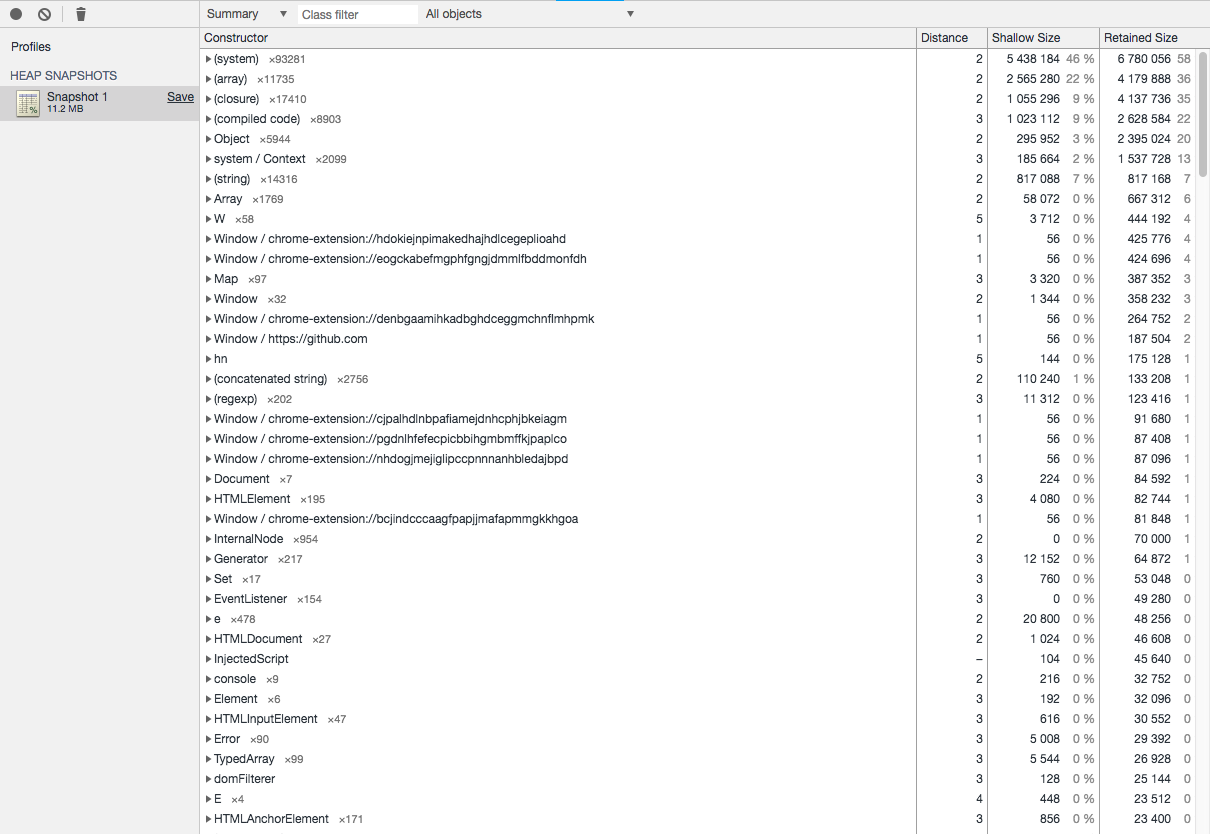 Summary ▼ Class filter All objects ▼
Profiles
HEAP SNAPSHOTS
Snapshot 1 Save
11.2 MB
Constructor Distance Shallow Size Retained Size
(system) ×93281 2 5 438 184 46 % 6 780 056 58
(array) ×11735 2 2 565 280 22 % 4 179 888 36
(closure) ×17410 2 1 055 296 9 % 4 137 736 35
(compiled code) ×8903 3 1 023 112 9 % 2 628 584 22
Object ×5944 2 295 952 3 % 2 395 024 20
system / Context ×2099 3 185 664 2 % 1 537 728 13
(string) ×14316 2 817 088 7 % 817 168 7
Array ×1769 2 58 072 0 % 667 312 6
W ×58 5 3 712 0 % 444 192 4
Window / chrome-extension://hdokiejnpimakedhajhdlcegeplioahd 1 56 0 % 425 776 4
Window / chrome-extension://eogckabefmgphfgngjdmmlfbddmonfdh 1 56 0 % 424 696 4
Map ×97 3 3 320 0 % 387 352 3
Window ×32 2 1 344 0 % 358 232 3
Window / chrome-extension://denbgaamihkadbghdceggmchnflmhpmk 1 56 0 % 264 752 2
Window / https://github.com 1 56 0 % 187 504 2
hn 5 144 0 % 175 128 1
(concatenated string) ×2756 2 110 240 1 % 133 208 1
(regexp) ×202 3 11 312 0 % 123 416 1
Window / chrome-extension://cjpalhdlnbpafiamejdnhcphjbkeiagm 1 56 0 % 91 680 1
Window / chrome-extension://pgdnlhfefecpicbbihgmbmffkjpaplco 1 56 0 % 87 408 1
Window / chrome-extension://nhdogjmejiglipccpnnnanhbledajbpd 1 56 0 % 87 096 1
Document ×7 3 224 0 % 84 592 1
HTMLElement ×195 3 4 080 0 % 82 744 1
Window / chrome-extension://bcjindcccaagfpapjjmafapmmgkkhgoa 1 56 0 % 81 848 1
InternalNode ×954 2 0 0 % 70 000 1
Generator ×217 3 12 152 0 % 64 872 1
Set ×17 3 760 0 % 53 048 0
EventListener ×154 3 0 0 % 49 280 0
e ×478 2 20 800 0 % 48 256 0
HTMLDocument ×27 2 1 024 0 % 46 608 0
InjectedScript – 104 0 % 45 640 0
console ×9 2 216 0 % 32 752 0
Element ×6 3 192 0 % 32 096 0
HTMLInputElement ×47 3 616 0 % 30 552 0
Error ×90 3 5 008 0 % 29 392 0
TypedArray ×99 3 5 544 0 % 26 928 0
domFilterer 3 128 0 % 25 144 0
E ×4 4 448 0 % 23 512 0
HTMLAnchorElement ×171 3 856 0 % 23 400 0